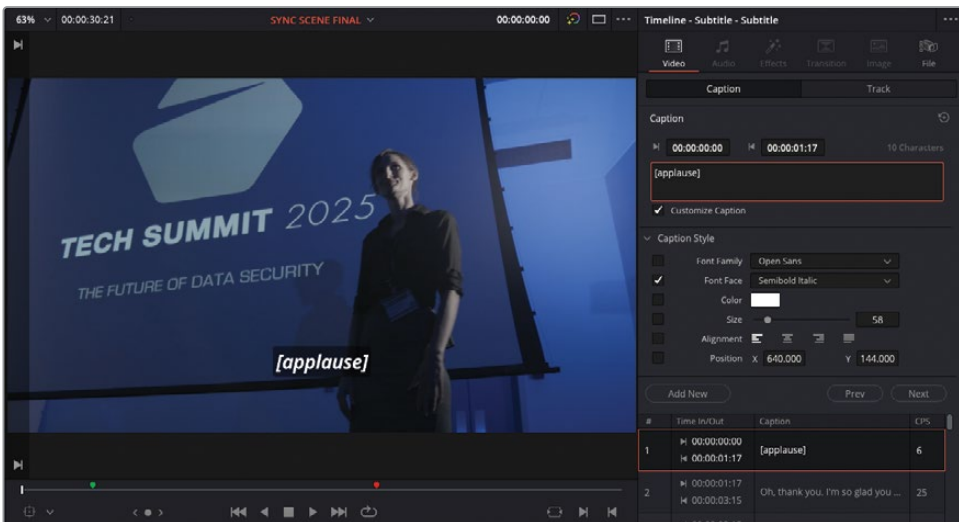 63% 00:00:30:21 SYNC SCENE FINAL 00:00:00:00 Timeline - Subtitle - Subtitle
Video Audio Effects Transition Image File
Caption Track
Caption
00:00:00:00 00:00:01:17 10 Characters
[applause]
Customize Caption
Caption Style
Font Family Open Sans
Font Face Semibold Italic
Color
Size 58
Alignment
Position X 640.000 Y 144.000
Add New Prev Next
# Time In/Out Caption CPS
1 00:00:00:00 [applause] 6
00:00:01:17
2 00:00:01:17 Oh, thank you. I'm so glad you ... 25
00:00:03:15
TECH SUMMIT 2025
THE FUTURE OF DATA SECURITY
[applause]